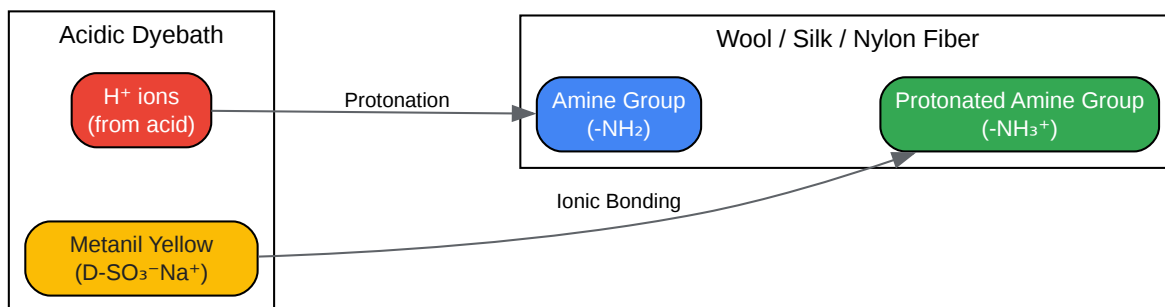 Acidic Dyebath
H⁺ ions
(from acid)
Metanil Yellow
(D-SO₃⁻Na⁺)
Protonation
Ionic Bonding
Wool / Silk / Nylon Fiber
Amine Group
(-NH₂)
Protonated Amine Group
(-NH₃⁺)